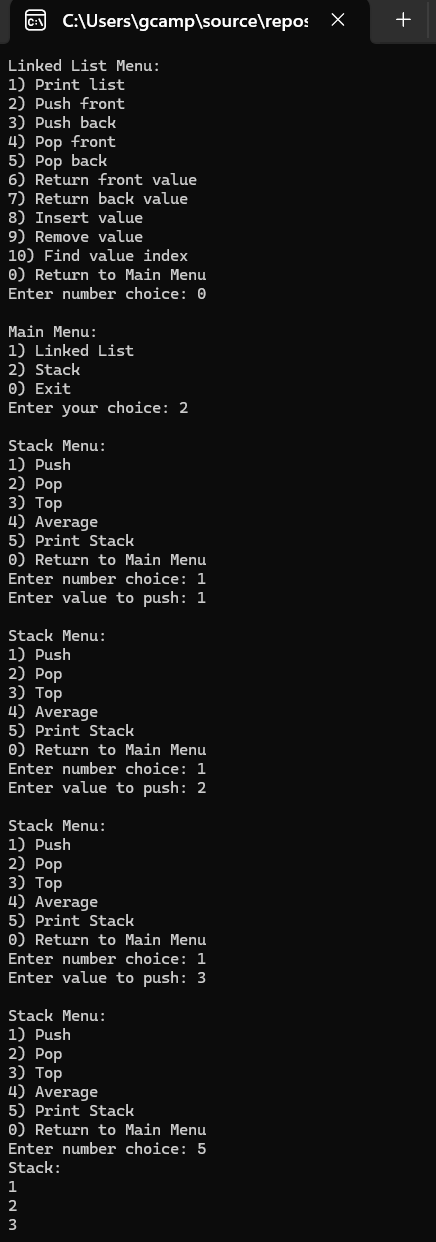 C:\Users\gcamp\source\repos
Linked List Menu:
1) Print list
2) Push front
3) Push back
4) Pop front
5) Pop back
6) Return front value
7) Return back value
8) Insert value
9) Remove value
10) Find value index
0) Return to Main Menu
Enter number choice: 0
Main Menu:
1) Linked List
2) Stack
0) Exit
Enter your choice: 2
Stack Menu:
1) Push
2) Pop
3) Top
4) Average
5) Print Stack
0) Return to Main Menu
Enter number choice: 1
Enter value to push: 1
Stack Menu:
1) Push
2) Pop
3) Top
4) Average
5) Print Stack
0) Return to Main Menu
Enter number choice: 1
Enter value to push: 2
Stack Menu:
1) Push
2) Pop
3) Top
4) Average
5) Print Stack
0) Return to Main Menu
Enter number choice: 1
Enter value to push: 3
Stack Menu:
1) Push
2) Pop
3) Top
4) Average
5) Print Stack
0) Return to Main Menu
Enter number choice: 5
Stack:
1
2
3